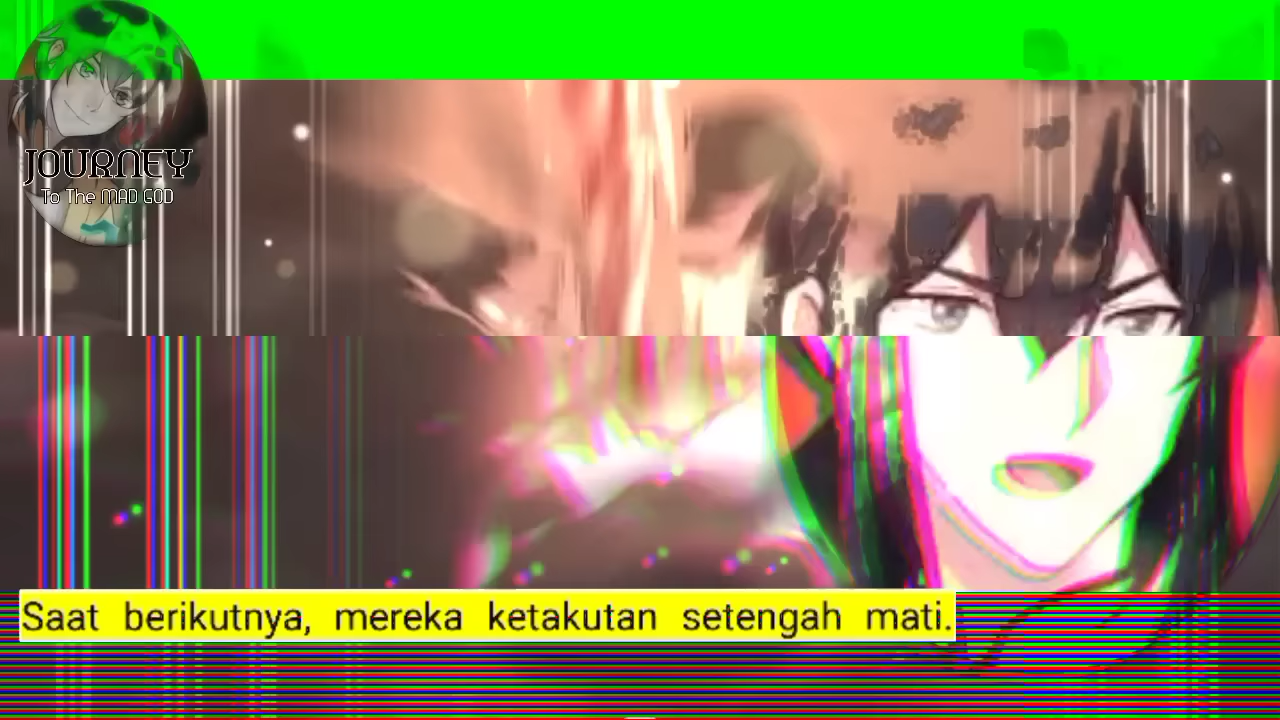 JOURNEY
To The MAD GOD
Saat berikutnya, mereka ketakutan setengah mati.